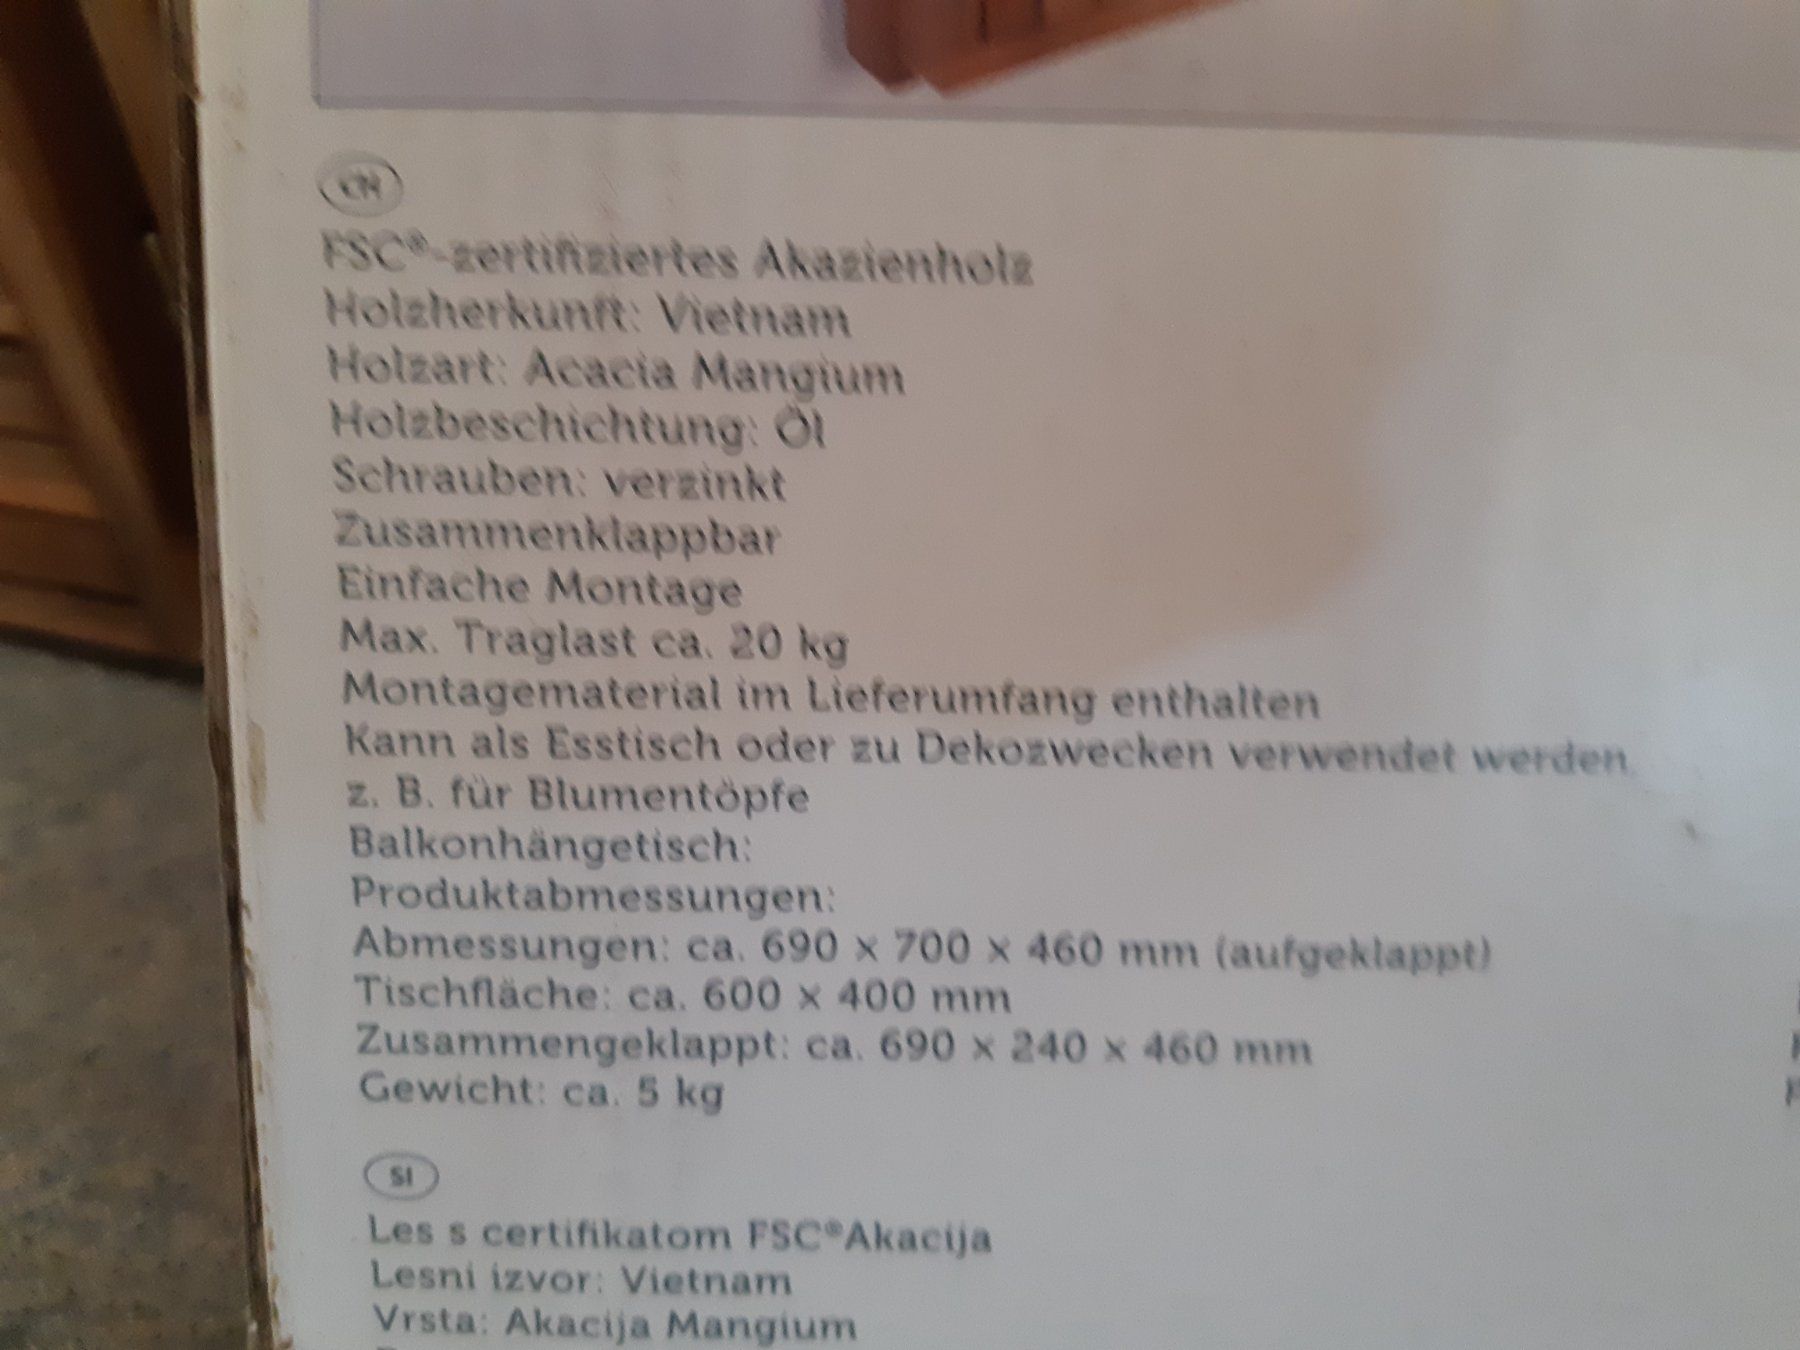 CH
FSC®-zertifiziertes Akazienholz
Holzherkunft: Vietnam
Holzart: Acacia Mangium
Holzbeschichtung: Öl
Schrauben: verzinkt
Zusammenklappbar
Einfache Montage
Max. Traglast ca. 20 kg
Montagematerial im Lieferumfang enthalten
Kann als Esstisch oder zu Dekozwecken verwendet werden
z. B. für Blumentöpfe
Balkonhängetisch:
Produktabmessungen:
Abmessungen: ca. 690 x 700 x 460 mm (aufgeklappt)
Tischfläche: ca. 600 x 400 mm
Zusammengeklappt: ca. 690 x 240 x 460 mm
Gewicht: ca. 5 kg
SI
Les s certifikatom FSC®Akacija
Lesni izvor: Vietnam
Vrsta: Akacija Mangium